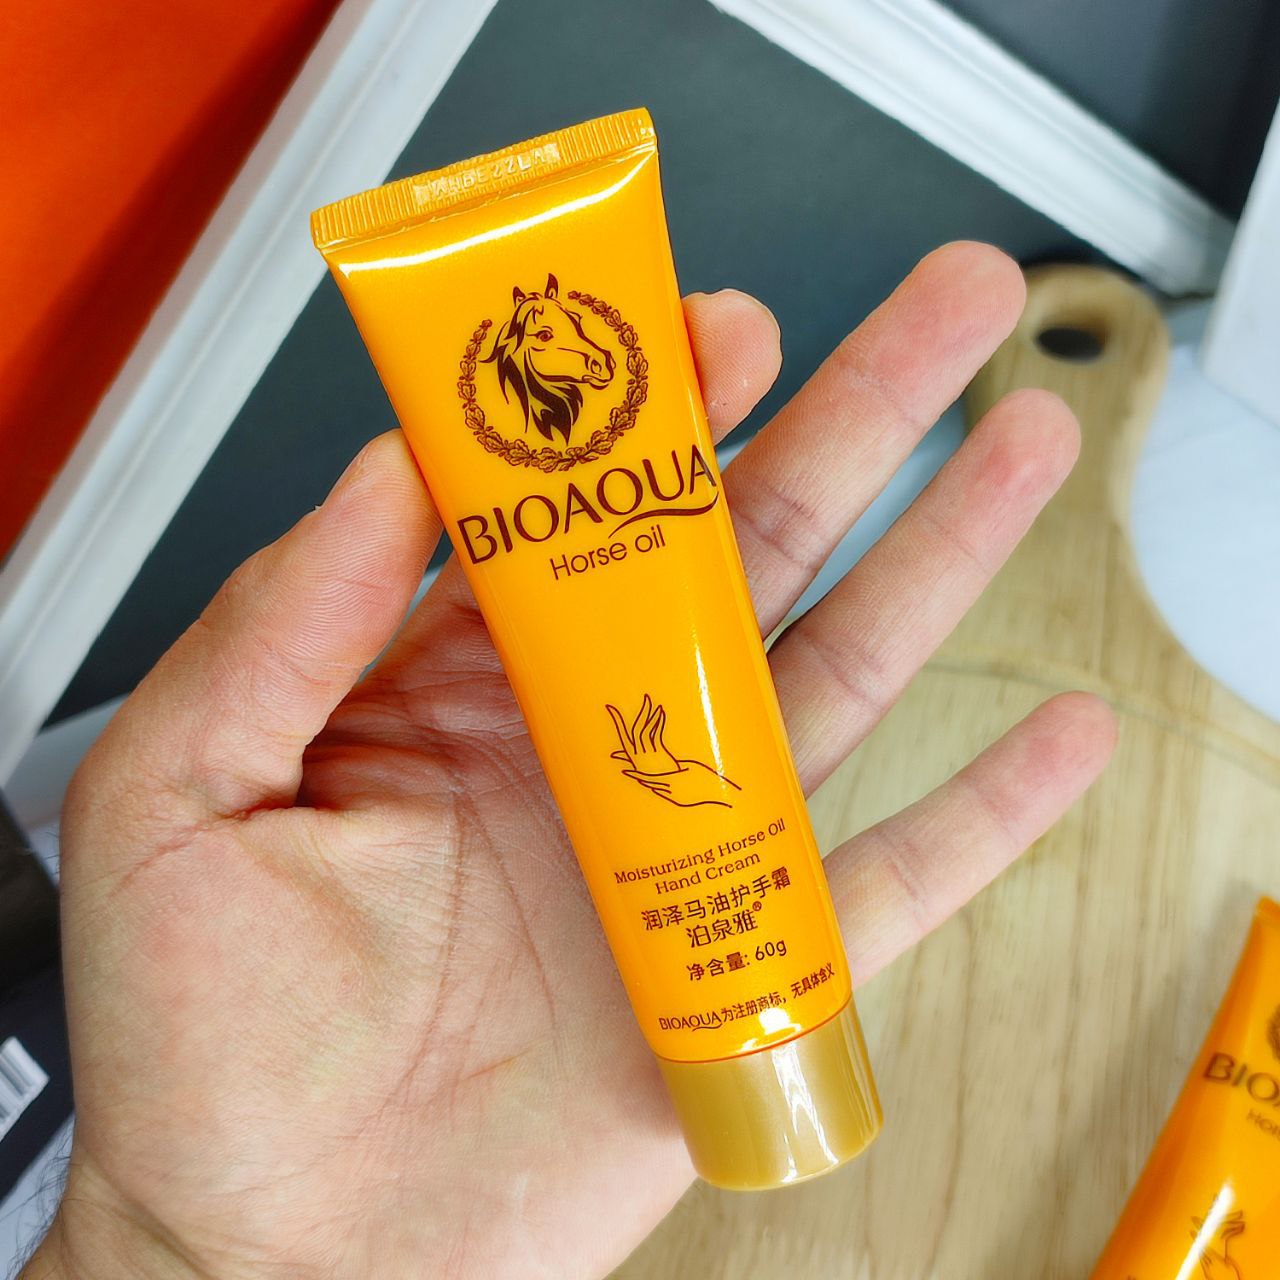 BIOAQUA
Horse oil
Moisturizing Horse Oil
Hand Cream
润泽马油护手霜
泊泉雅®
净含量: 60g
BIOAQUA为注册商标，无具体含义
BIOA
Hor